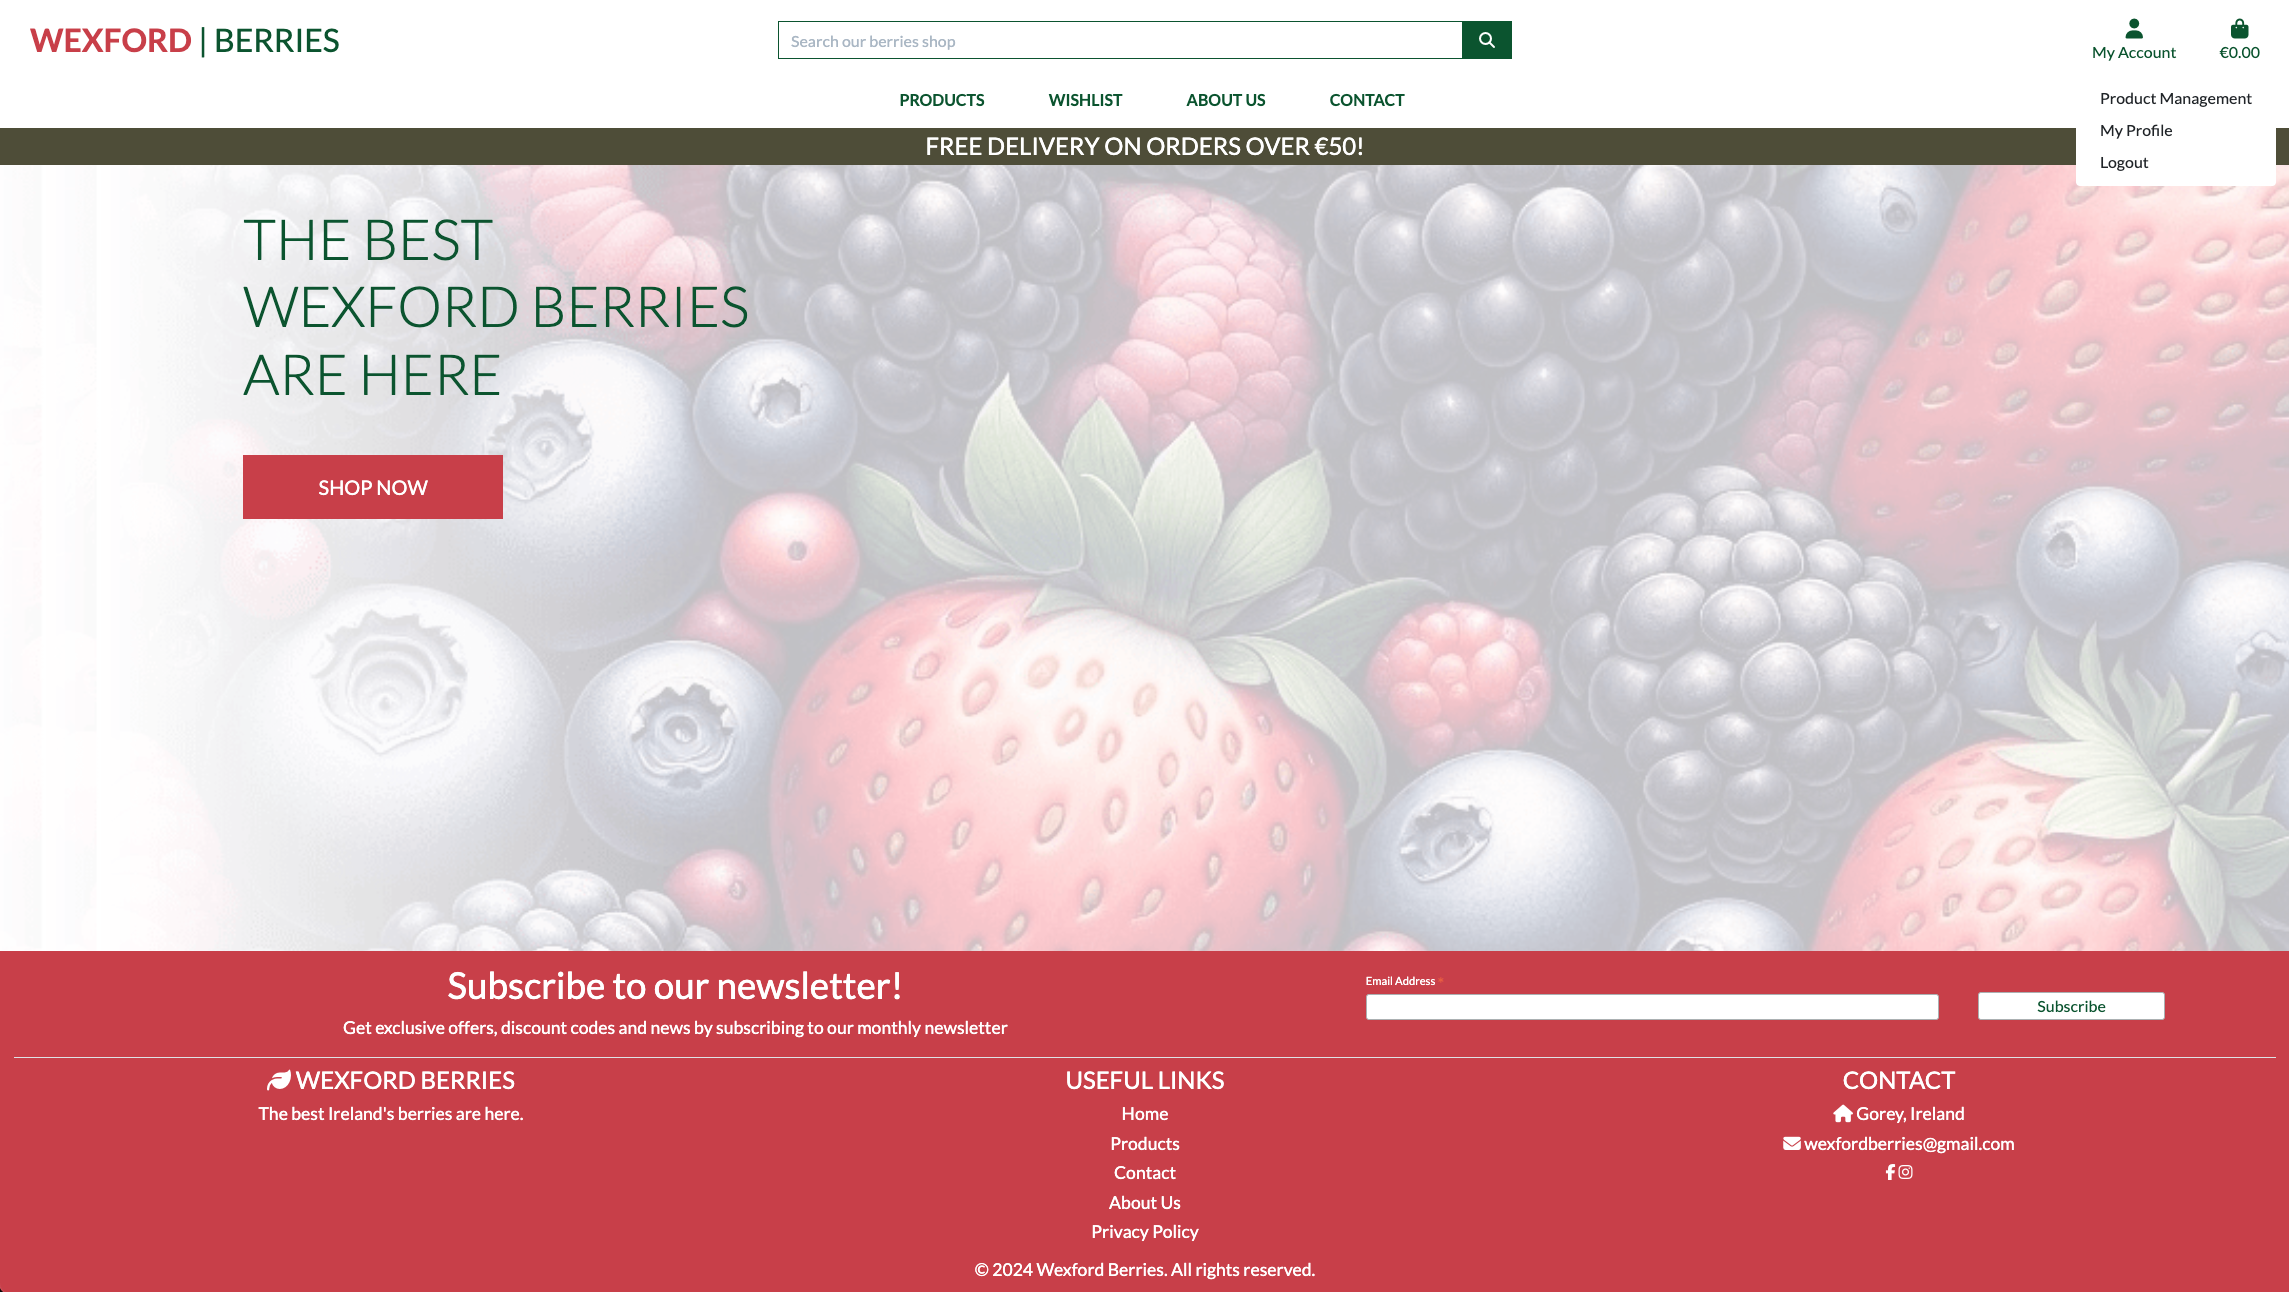 WEXFORD | BERRIES
Search our berries shop
My Account
€0.00
PRODUCTS WISHLIST ABOUT US CONTACT
Product Management
My Profile
Logout
FREE DELIVERY ON ORDERS OVER €50!
THE BEST
WEXFORD BERRIES
ARE HERE
SHOP NOW
Subscribe to our newsletter!
Get exclusive offers, discount codes and news by subscribing to our monthly newsletter
Email Address *
Subscribe
WEXFORD BERRIES
The best Ireland's berries are here.
USEFUL LINKS
Home
Products
Contact
About Us
Privacy Policy
CONTACT
Gorey, Ireland
wexfordberries@gmail.com
© 2024 Wexford Berries. All rights reserved.